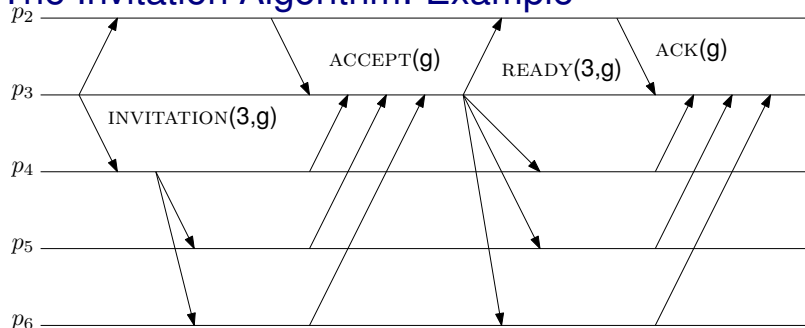 The Invitation Algorithm: Example
p2
ACCEPT(g)
ACK(g)
READY(3,g)
p3
INVITATION(3,g)
p4
p5
p6